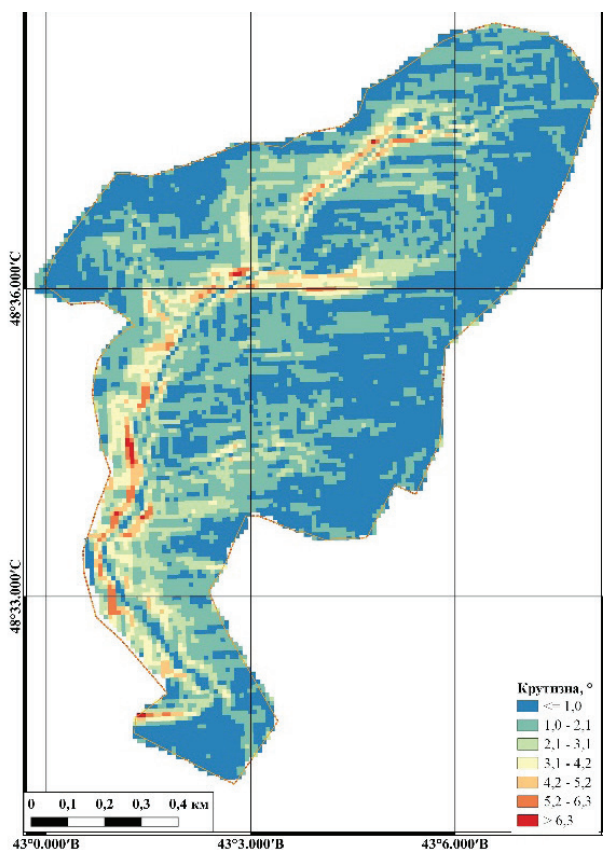 48°36.000'С
48°33.000'С
Крутизна, °
<= 1,0
1,0 - 2,1
2,1 - 3,1
3,1 - 4,2
4,2 - 5,2
5,2 - 6,3
> 6,3
0 0,1 0,2 0,3 0,4 км
43°0.000'В 43°3.000'В 43°6.000'В